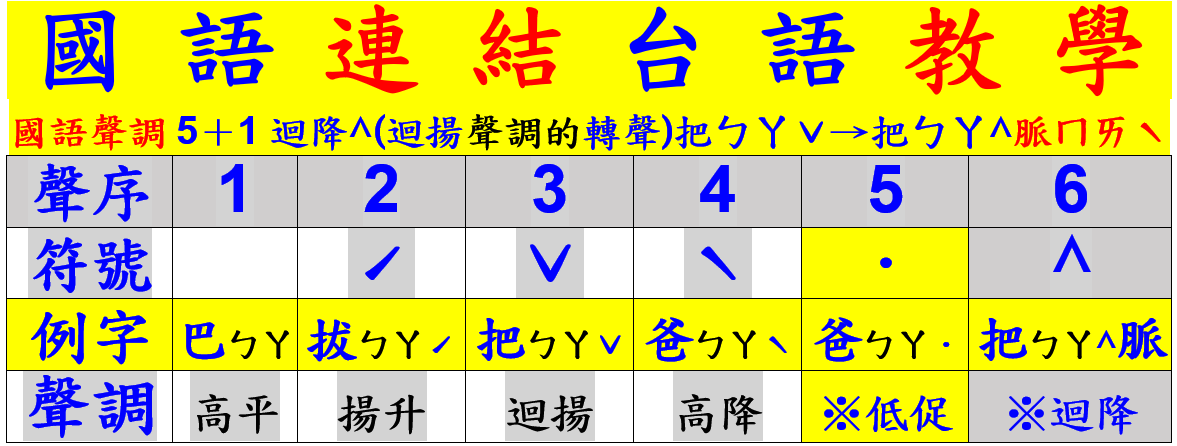 國語連結台語教學
國語聲調5+1迴降^(迴揚聲調的轉聲)把ㄅㄚˇ→把ㄅㄚ^脈ㄇㄞˋ
聲序 1 2 3 4 5 6
符號 ˊ ˇ ˋ ˙ ^
例字 巴ㄅㄚ 拔ㄅㄚˊ 把ㄅㄚˇ 爸ㄅㄚˋ 爸ㄅㄚ˙ 把ㄅㄚ^脈
聲調 高平 揚升 迴揚 高降 ※低促 ※迴降